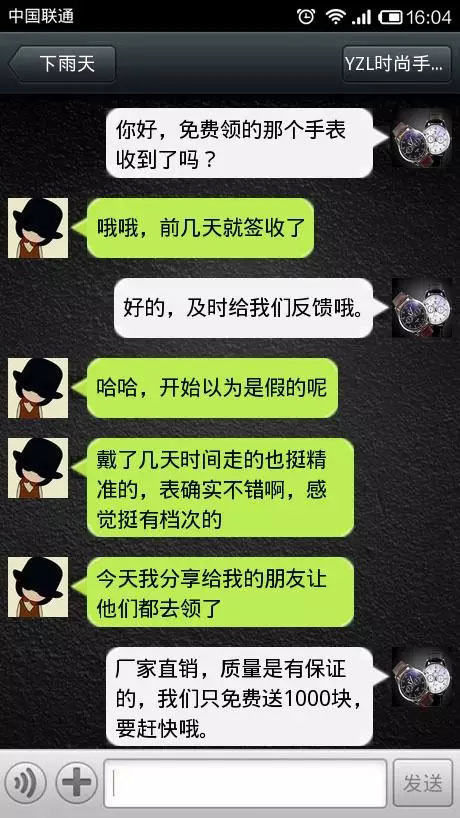 中国联通
16:04
下雨天
YZL时尚手...
你好，免费领的那个手表
收到了吗？
哦哦，前几天就签收了
好的，及时给我们反馈哦。
哈哈，开始以为是假的呢
戴了几天时间走的也挺精
准的，表确实不错啊，感
觉挺有档次的
今天我分享给我的朋友让
他们都去领了
厂家直销，质量是有保证
的，我们只免费送1000块，
要赶快哦。
发送